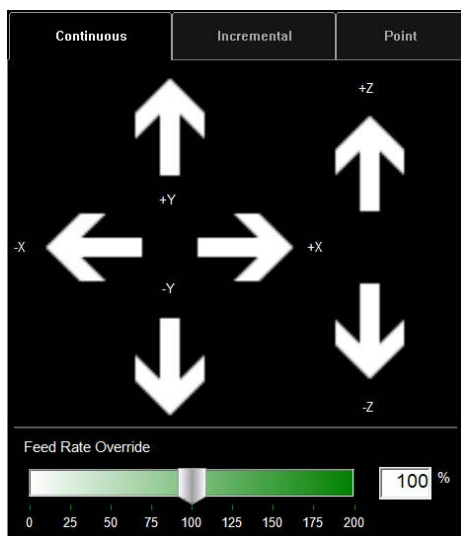 Continuous Incremental Point
+Z
+Y
-X +X
-Y
-Z
Feed Rate Override
100 %
0 25 50 75 100 125 150 175 200